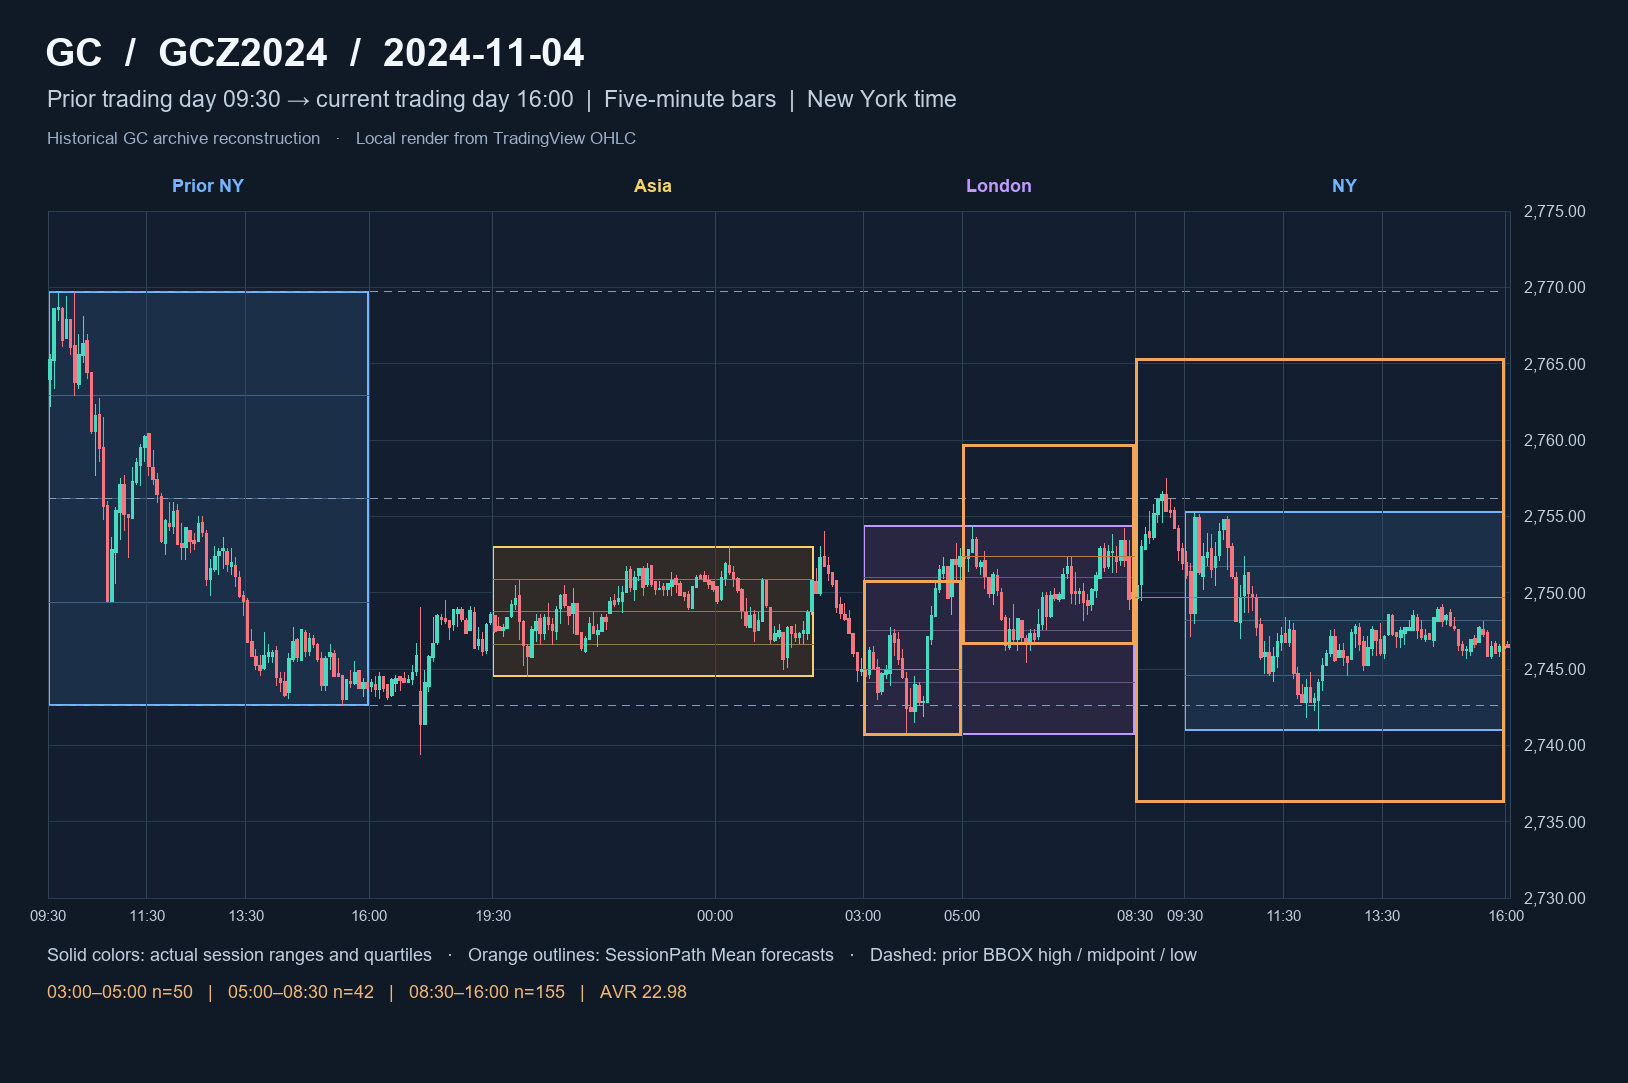 GC / GCZ2024 / 2024-11-04
Prior trading day 09:30 → current trading day 16:00 | Five-minute bars | New York time
Historical GC archive reconstruction · Local render from TradingView OHLC
Prior NY Asia London NY
2,775.00
2,770.00
2,765.00
2,760.00
2,755.00
2,750.00
2,745.00
2,740.00
2,735.00
2,730.00
09:30 11:30 13:30 16:00 19:30 00:00 03:00 05:00 08:30 09:30 11:30 13:30 16:00
Solid colors: actual session ranges and quartiles · Orange outlines: SessionPath Mean forecasts · Dashed: prior BBOX high / midpoint / low
03:00–05:00 n=50 | 05:00–08:30 n=42 | 08:30–16:00 n=155 | AVR 22.98